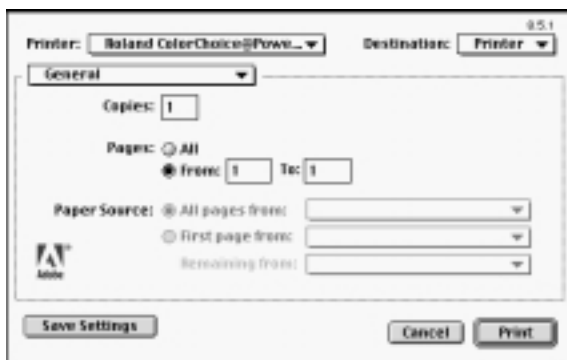 8.5.1
Printer: Roland ColorChoice@Powe... Destination: Printer
General
Copies: 1
Pages: All
From: 1 To: 1
Paper Source: All pages from:
First page from:
Remaining from:
Adobe
Save Settings Cancel Print